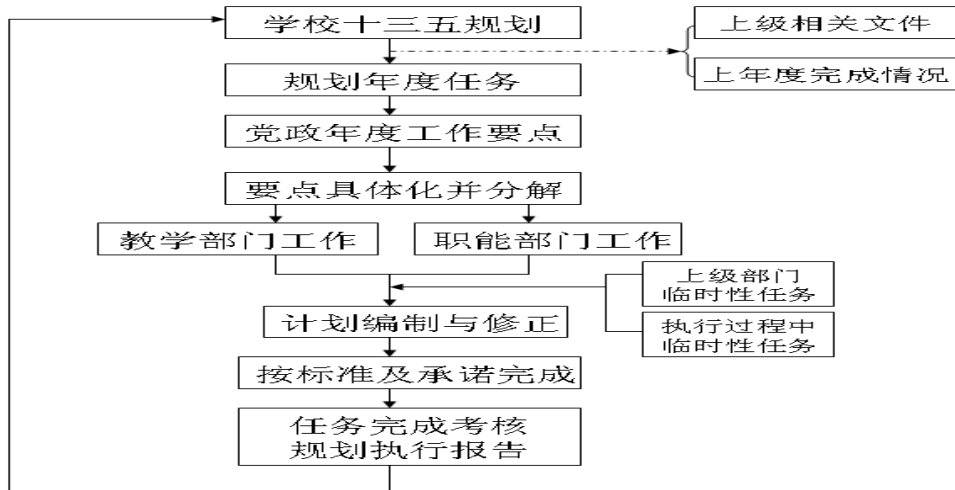 学校十三五规划
上级相关文件
上年度完成情况
规划年度任务
党政年度工作要点
要点具体化并分解
教学部门工作
职能部门工作
上级部门
临时性任务
计划编制与修正
执行过程中
临时性任务
按标准及承诺完成
任务完成考核
规划执行报告